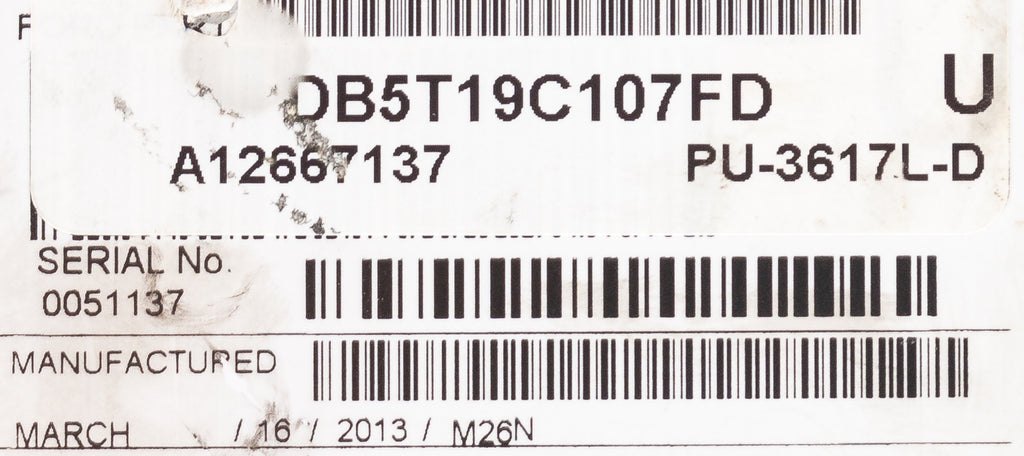 DB5T19C107FD U
A12667137 PU-3617L-D
SERIAL No.
0051137
MANUFACTURED
MARCH / 16 / 2013 / M26N